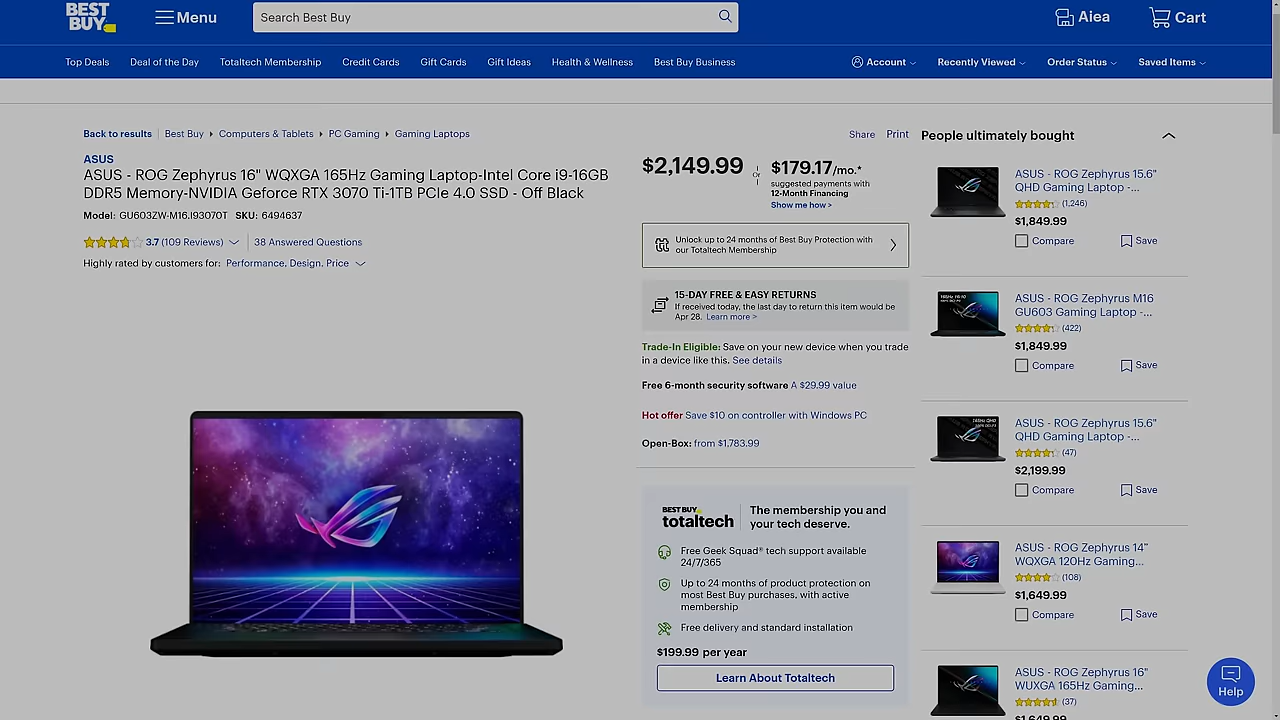 BEST
BUY
Menu
Search Best Buy
Aiea
Cart
Top Deals
Deal of the Day
Totaltech Membership
Credit Cards
Gift Cards
Gift Ideas
Health & Wellness
Best Buy Business
Account
Recently Viewed
Order Status
Saved Items
Back to results
Best Buy
Computers & Tablets
PC Gaming
Gaming Laptops
ASUS
ASUS - ROG Zephyrus 16" WQXGA 165Hz Gaming Laptop-Intel Core i9-16GB
DDR5 Memory-NVIDIA Geforce RTX 3070 Ti-1TB PCIe 4.0 SSD - Off Black
Model: GU603ZW-M16.I93070T SKU: 6494637
3.7 (109 Reviews)
38 Answered Questions
Highly rated by customers for: Performance, Design, Price
Share
Print
$2,149.99
or
$179.17/mo.*
suggested payments with
12-Month Financing
Show me how >
Unlock up to 24 months of Best Buy Protection with
our Totaltech Membership
15-DAY FREE & EASY RETURNS
If received today, the last day to return this item would be
Apr 28. Learn more >
Trade-In Eligible: Save on your new device when you trade
in a device like this. See details
Free 6-month security software A $29.99 value
Hot offer Save $10 on controller with Windows PC
Open-Box: from $1,783.99
BEST BUY
totaltech
The membership you and
your tech deserve.
Free Geek Squad® tech support available
24/7/365
Up to 24 months of product protection on
most Best Buy purchases, with active
membership
Free delivery and standard installation
$199.99 per year
Learn About Totaltech
People ultimately bought
ASUS - ROG Zephyrus 15.6"
QHD Gaming Laptop -...
(1,246)
$1,849.99
Compare
Save
ASUS - ROG Zephyrus M16
GU603 Gaming Laptop -...
(422)
$1,849.99
Compare
Save
ASUS - ROG Zephyrus 15.6"
QHD Gaming Laptop -...
(47)
$2,199.99
Compare
Save
ASUS - ROG Zephyrus 14"
WQXGA 120Hz Gaming...
(108)
$1,649.99
Compare
Save
ASUS - ROG Zephyrus 16"
WUXGA 165Hz Gaming...
(37)
$1,649.99
Help